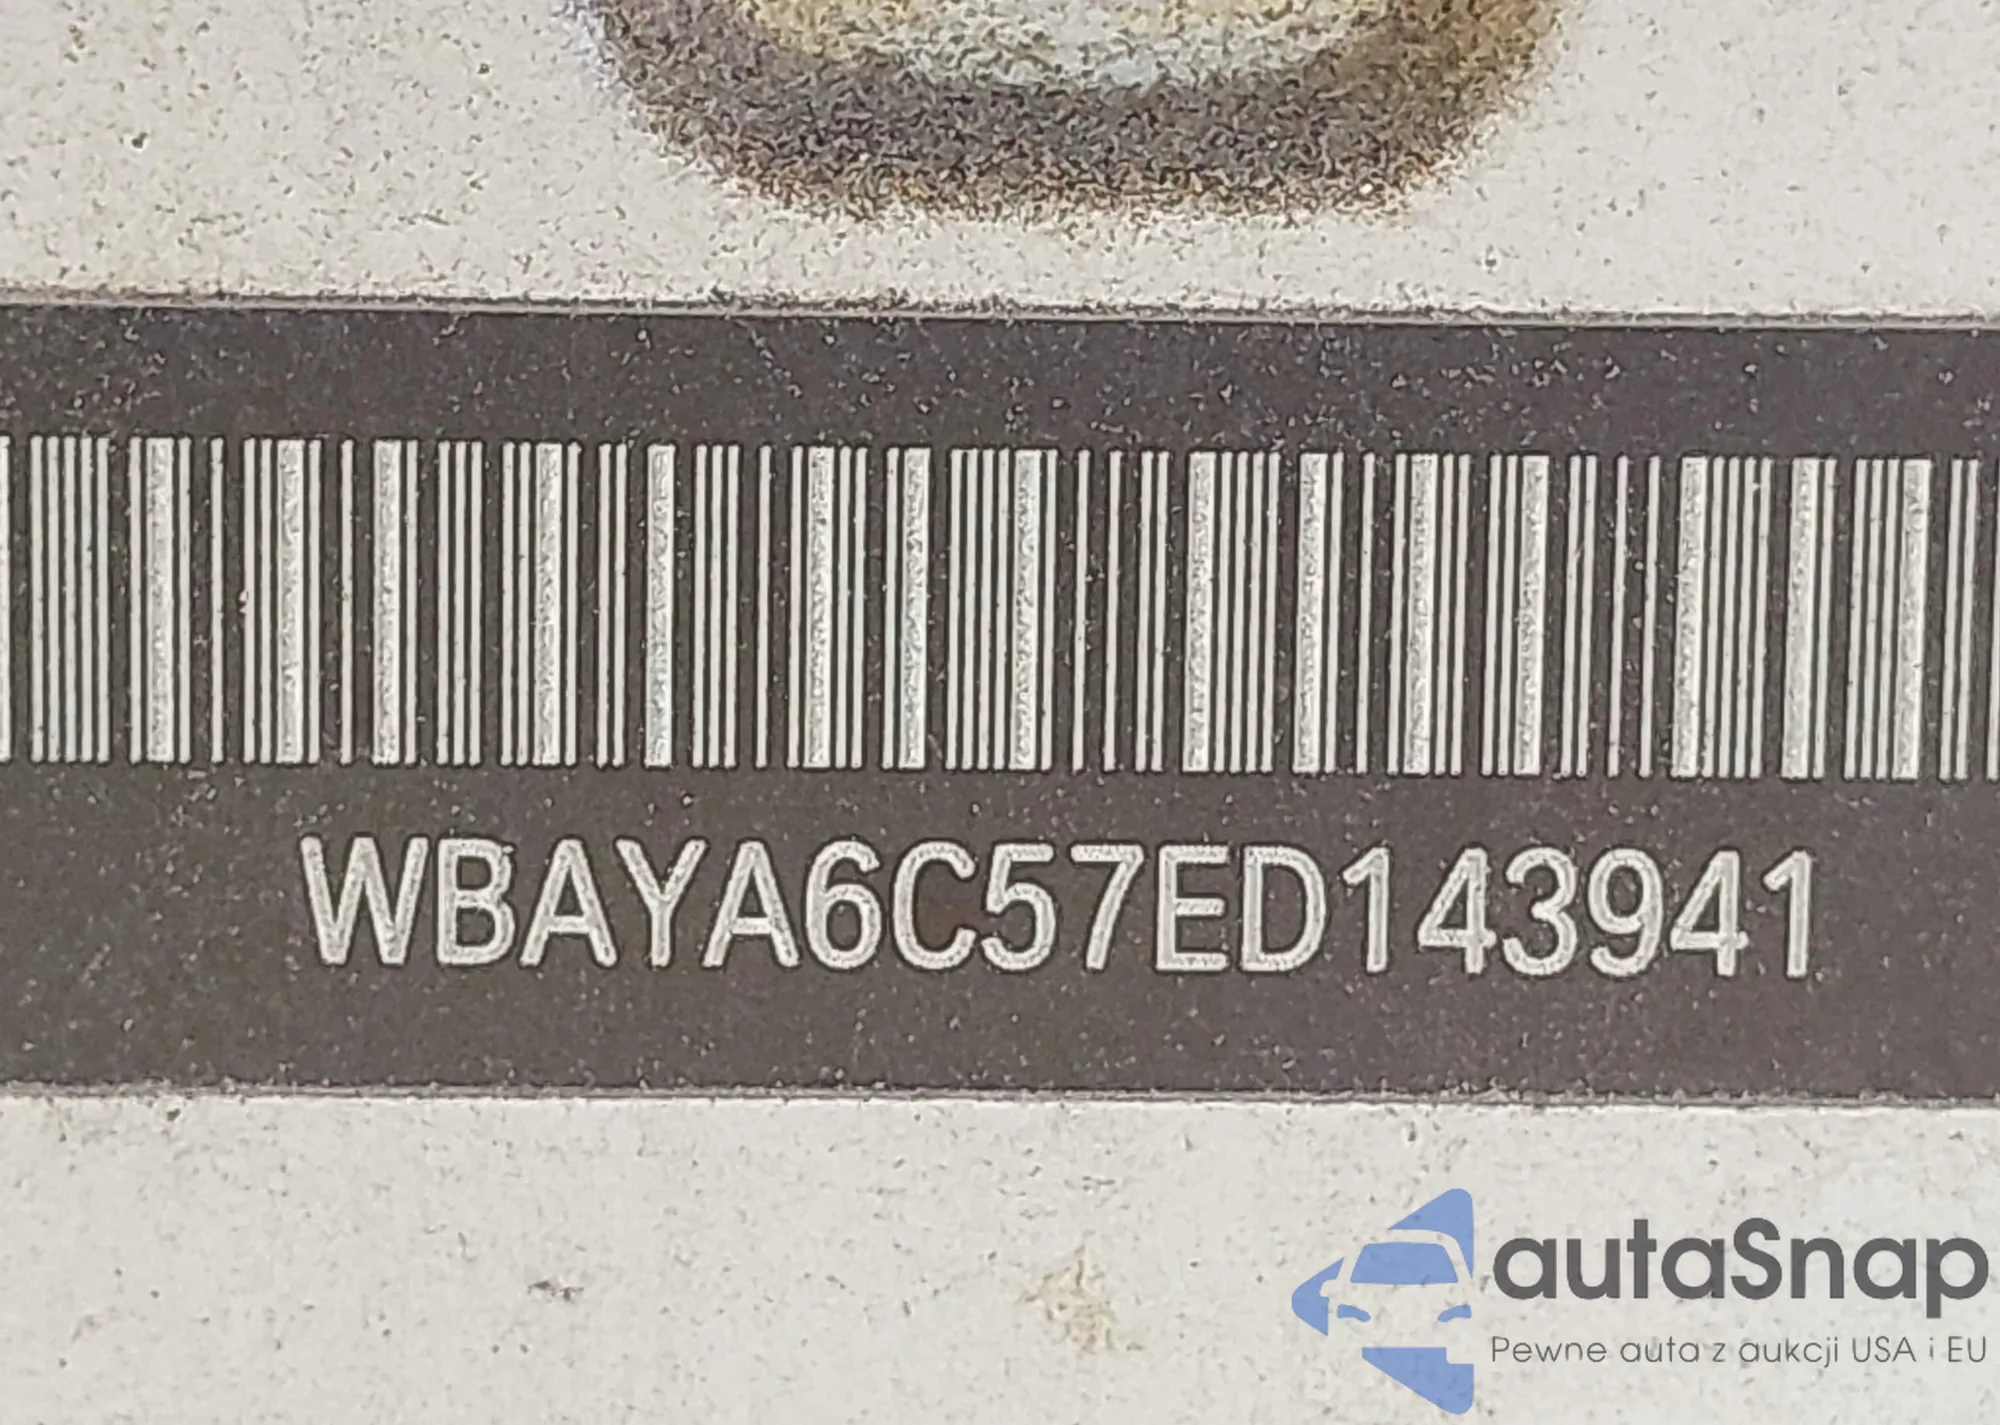 WBAYA6C57ED143941
autaSnap
Pewne auta z aukcji USA i EU